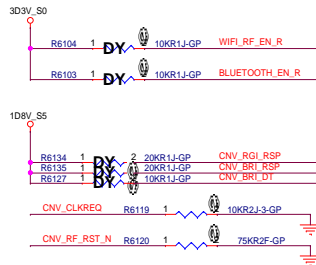 3D3V_S0
R6104 1 DY 10KR1J-GP WIFI_RF_EN_R
R6103 1 DY 10KR1J-GP BLUETOOTH_EN_R
1D8V_S5
R6134 1 DY 2 20KR1J-GP CNV_RGI_RSP
R6135 1 DY 20KR1J-GP CNV_BRI_RSP
R6127 1 DY 10KR1J-GP CNV_BRI_DT
CNV_CLKREQ R6119 1 10KR2J-3-GP
CNV_RF_RST_N R6120 1 75KR2F-GP